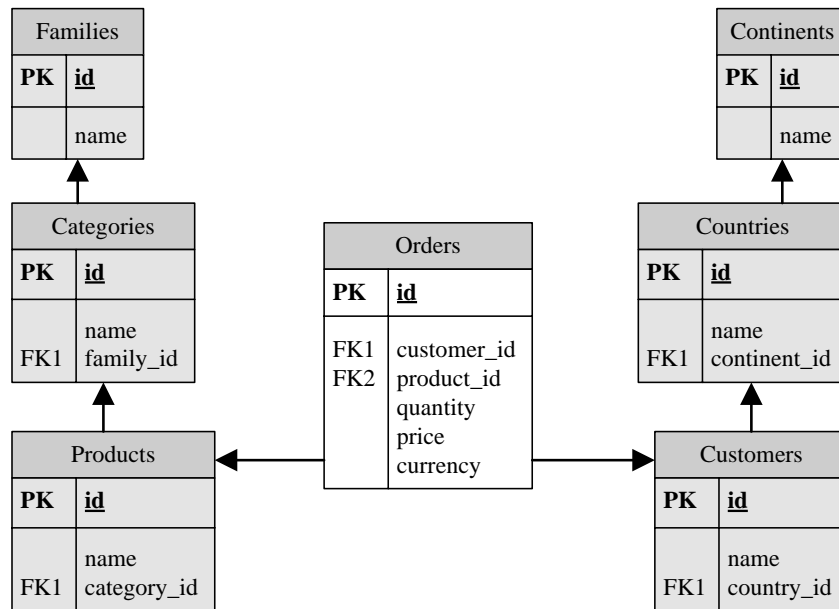 Families
PK id
name
Continents
PK id
name
Categories
PK id
name
FK1 family_id
Orders
PK id
FK1 customer_id
FK2 product_id
quantity
price
currency
Countries
PK id
name
FK1 continent_id
Products
PK id
name
FK1 category_id
Customers
PK id
name
FK1 country_id